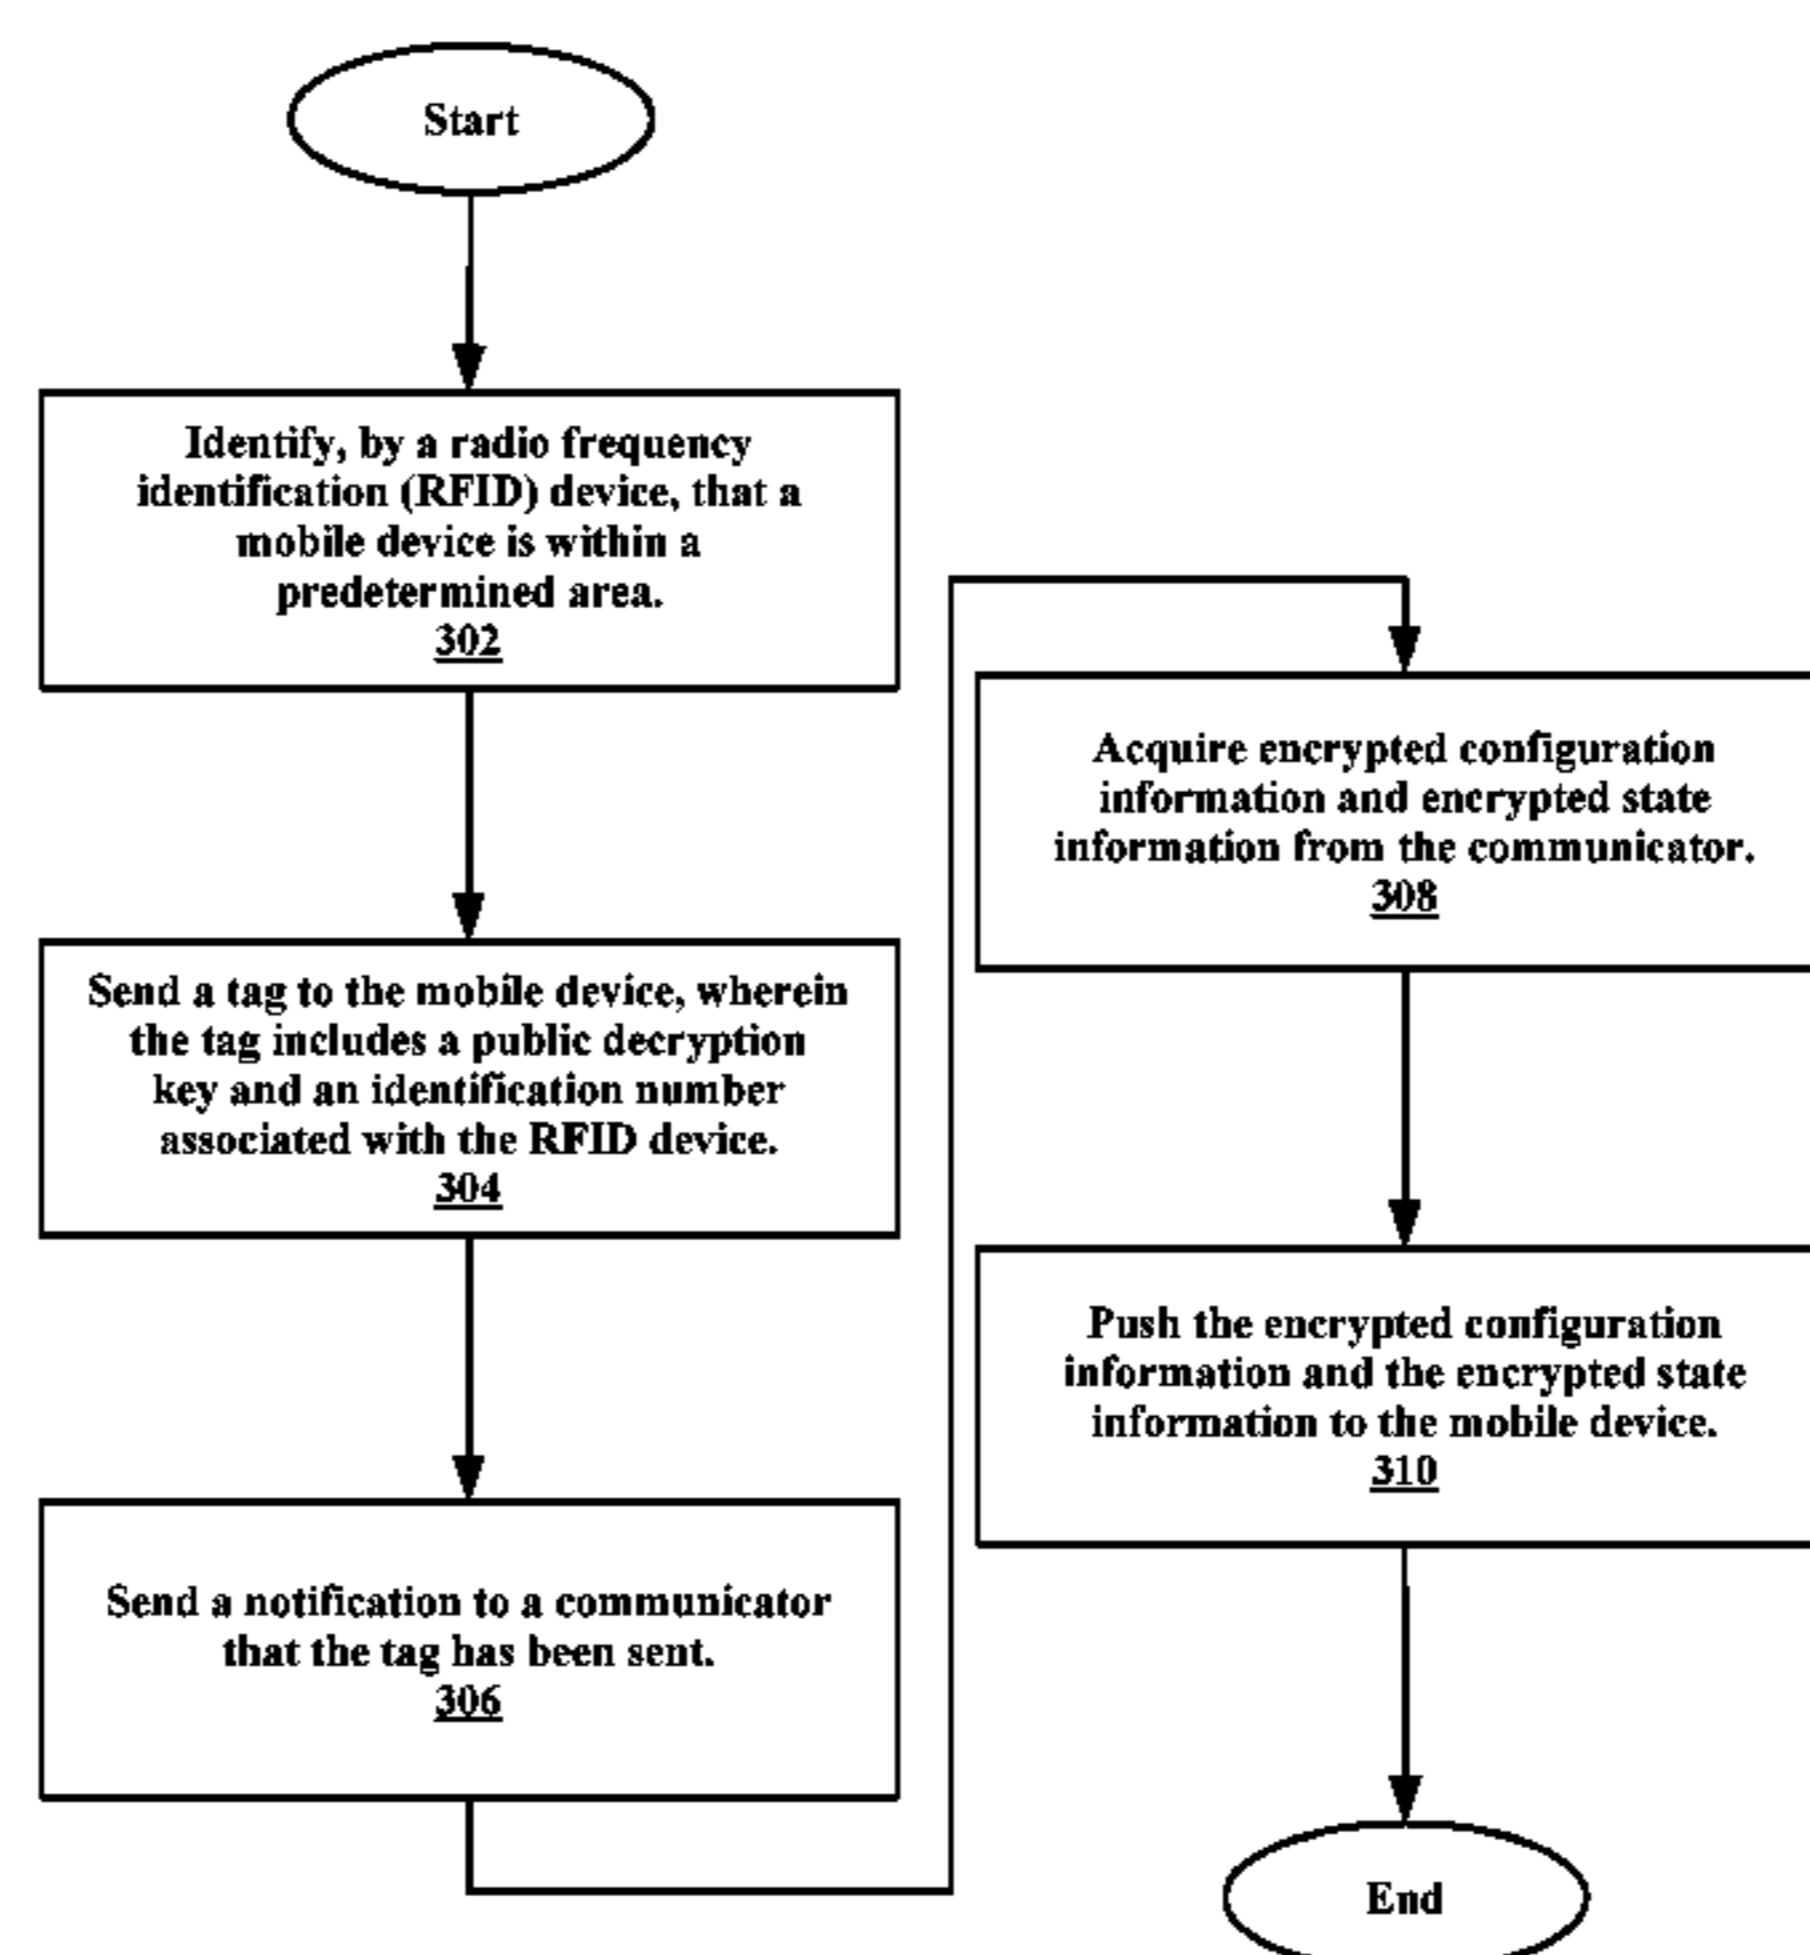 Start
Identify, by a radio frequency
identification (RFID) device, that a
mobile device is within a
predetermined area.
302
Send a tag to the mobile device, wherein
the tag includes a public decryption
key and an identification number
associated with the RFID device.
304
Send a notification to a communicator
that the tag has been sent.
306
Acquire encrypted configuration
information and encrypted state
information from the communicator.
308
Push the encrypted configuration
information and the encrypted state
information to the mobile device.
310
End